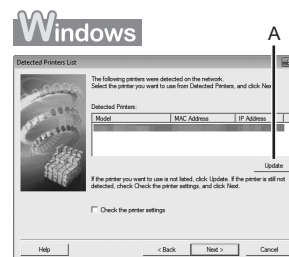 Windows
A
Detected Printers List
The following printers were detected on the network.
Select the printer you want to use from Detected Printers, and click
Detected Printers:
Model MAC Address IP Address
Update
If the printer you want to use is not listed, click Update. If the printer is still not
detected, check Check the printer settings, and click Next.
Check the printer settings
Help < Back Next > Cancel